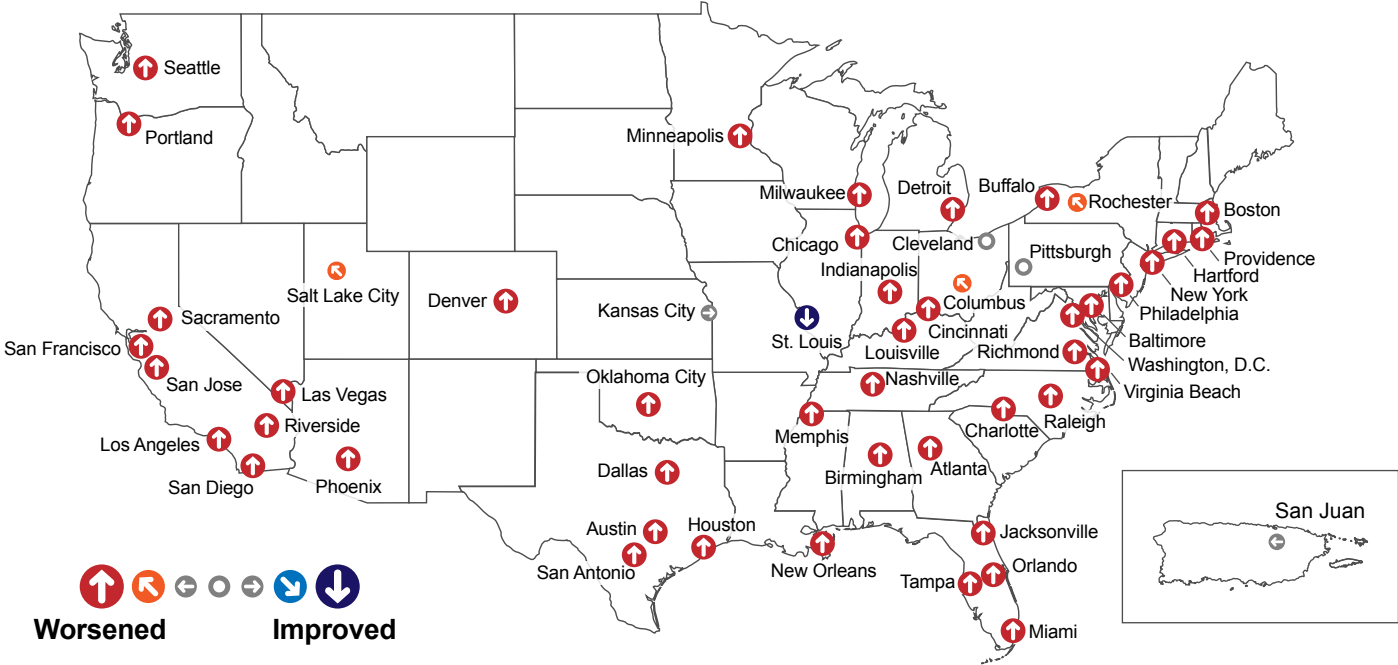 Seattle
Portland
Minneapolis
Milwaukee
Detroit
Buffalo
Rochester
Boston
Chicago
Cleveland
Pittsburgh
Providence
Indianapolis
Hartford
Salt Lake City
Denver
Kansas City
Columbus
New York
Philadelphia
Sacramento
St. Louis
Cincinnati
Baltimore
San Francisco
Louisville
Richmond
Washington, D.C.
San Jose
Oklahoma City
Nashville
Virginia Beach
Las Vegas
Riverside
Memphis
Charlotte
Raleigh
Los Angeles
Dallas
Birmingham
Atlanta
San Diego
Phoenix
San Juan
Austin
Houston
Jacksonville
San Antonio
New Orleans
Orlando
Tampa
Worsened
Improved
Miami